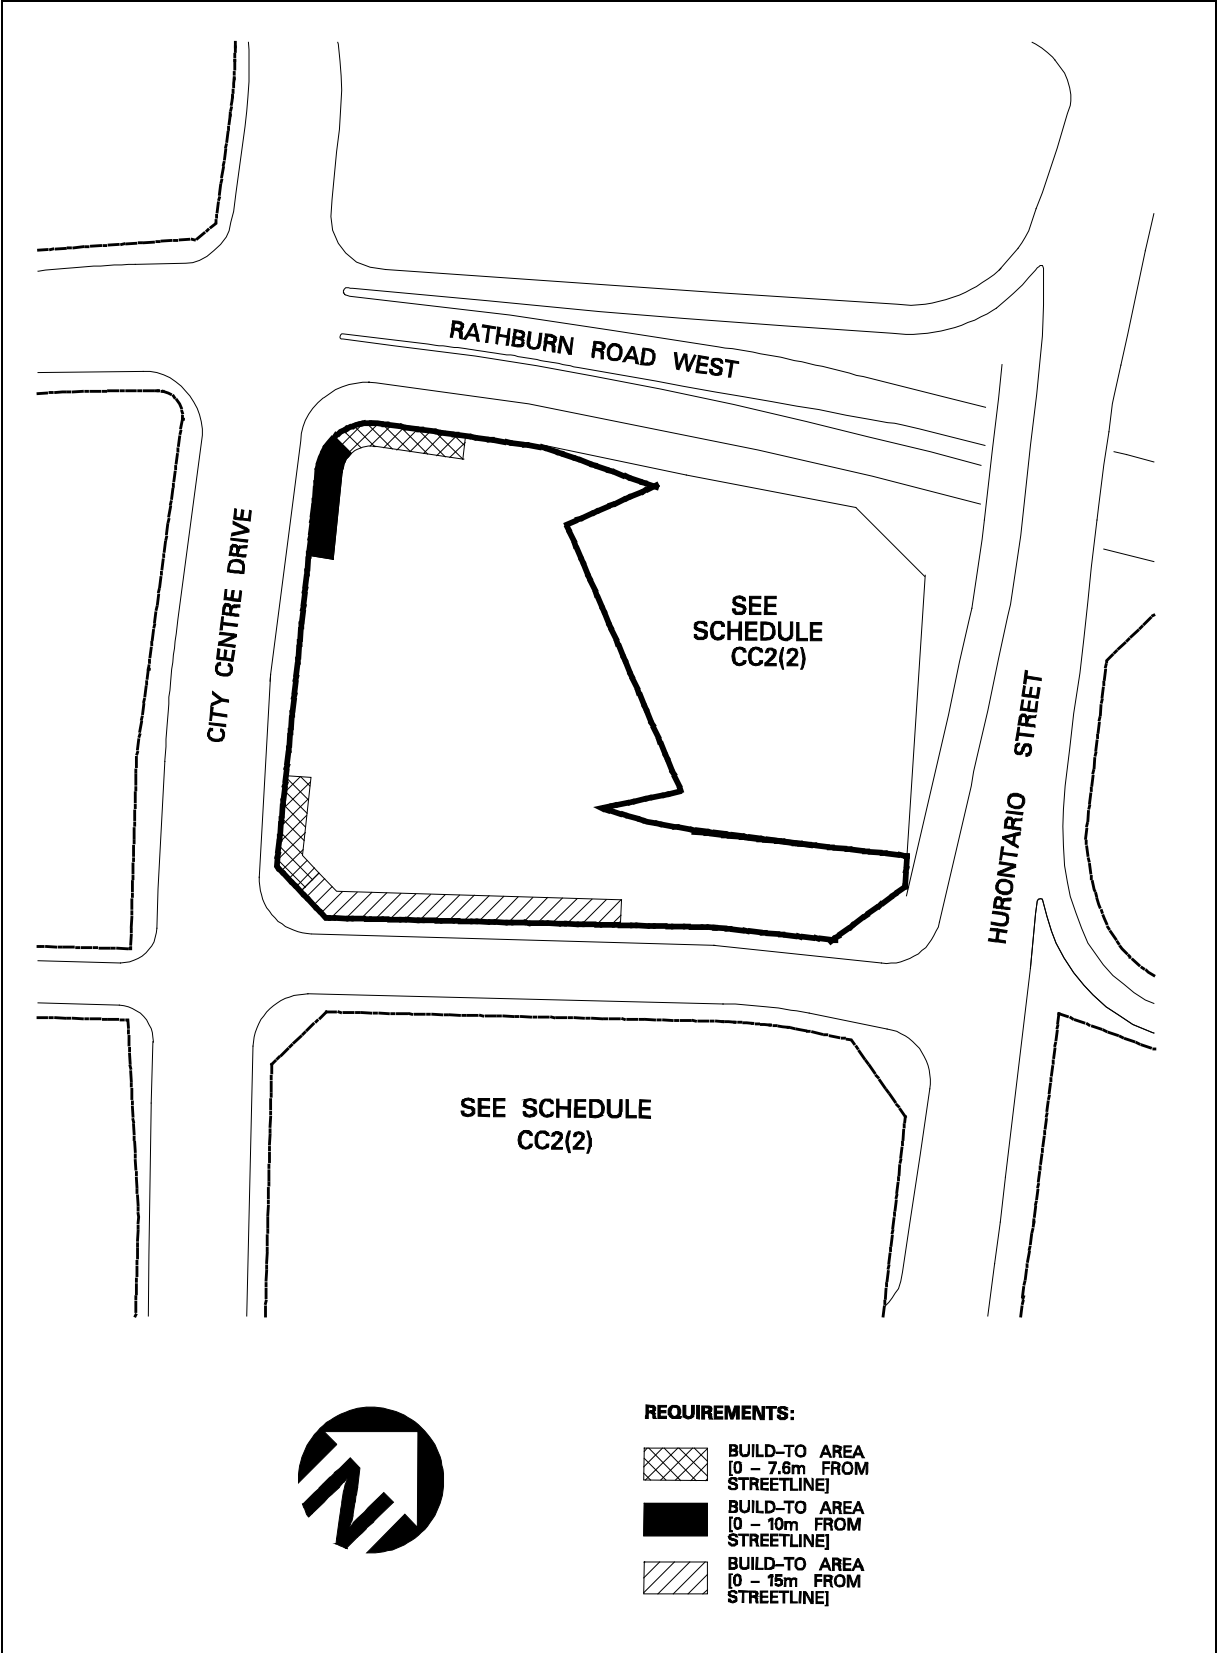 RATHBURN ROAD WEST
CITY CENTRE DRIVE
SEE
SCHEDULE
CC2(2)
HURONTARIO STREET
SEE SCHEDULE
CC2(2)
N
REQUIREMENTS:
BUILD-TO AREA
[0 - 7.6m FROM
STREETLINE]
BUILD-TO AREA
[0 - 10m FROM
STREETLINE]
BUILD-TO AREA
[0 - 15m FROM
STREETLINE]